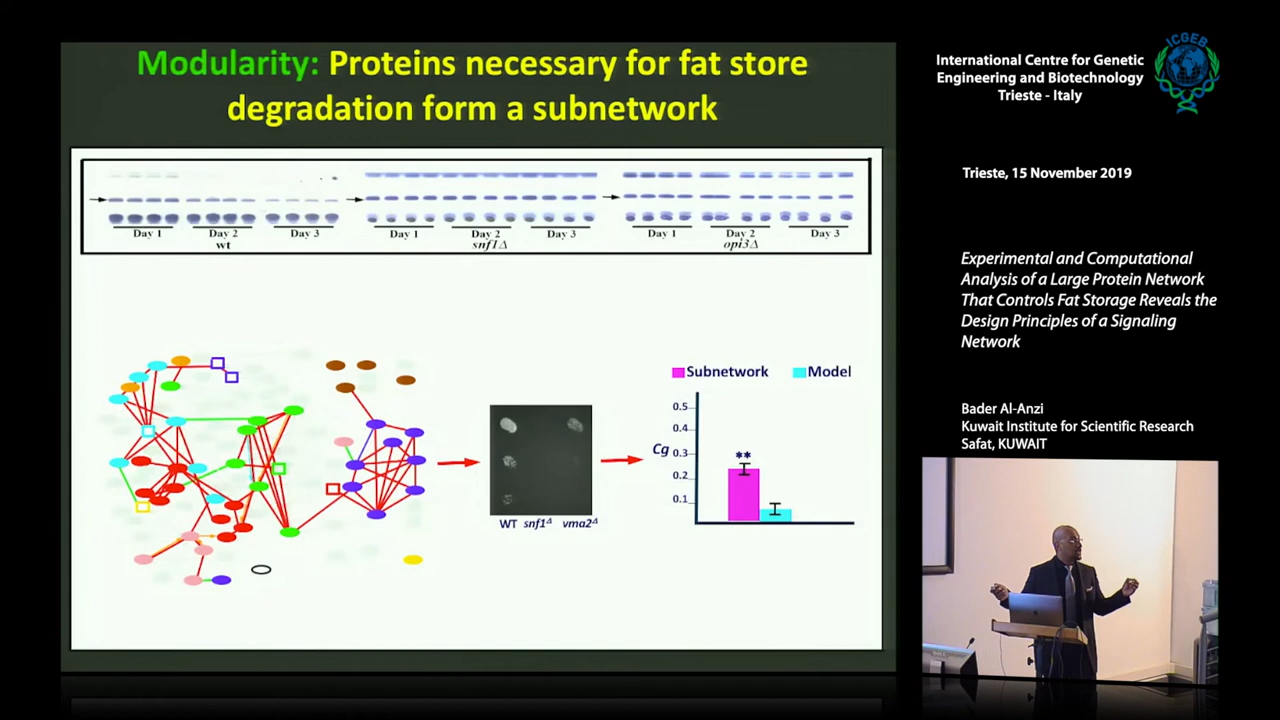 Modularity: Proteins necessary for fat store
degradation form a subnetwork
Day 1
Day 2
Day 3
wt
Day 1
Day 2
Day 3
snf1Δ
Day 1
Day 2
Day 3
opi3Δ
Subnetwork
Model
0.5
0.4
0.3
0.2
0.1
Cg
**
WT snf1Δ vma2Δ
International Centre for Genetic
Engineering and Biotechnology
Trieste - Italy
ICGEB
Trieste, 15 November 2019
Experimental and Computational
Analysis of a Large Protein Network
That Controls Fat Storage Reveals the
Design Principles of a Signaling
Network
Bader Al-Anzi
Kuwait Institute for Scientific Research
Safat, KUWAIT
DELL